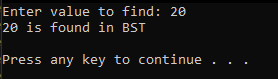 Enter value to find: 20
20 is found in BST
Press any key to continue . . .